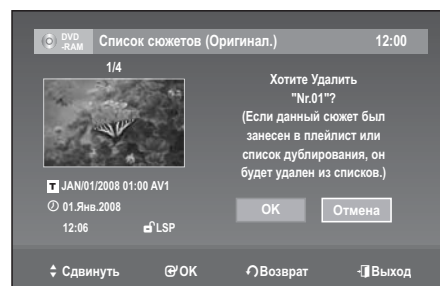 DVD
-RAM
Список сюжетов (Оригинал.)
12:00
1/4
T JAN/01/2008 01:00 AV1
01.Янв.2008
12:06 LSP
Хотите Удалить
"Nr.01"?
(Если данный сюжет был
занесен в плейлист или
список дублирования, он
будет удален из списков.)
OK
Отмена
Сдвинуть
OK
Возврат
Выход